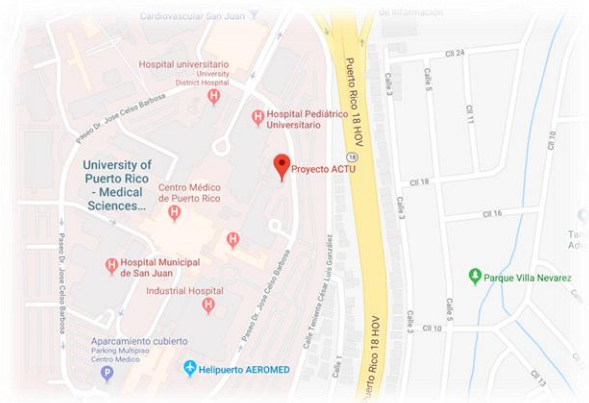 Cardiovascular San Juan
de Información
Cll 24
Hospital universitario
University
District Hospital
Puerto Rico 18 HOV
Calle 3
Calle 5
Cll 11
Cll 10
Paseo Dr. Jose Celso Barbosa
Hospital Pediátrico
Universitario
18
University of
Puerto Rico
- Medical
Sciences...
Proyecto ACTU
Centro Médico
de Puerto Rico
Cll 18
Calle 3
Cll 16
Paseo Dr. Jose Celso Barbosa
Hospital Municipal
de San Juan
Paseo Dr. Jose Celso Barbosa
Calle Teniente César Luis González
Parque Villa Nevarez
Industrial Hospital
Calle 3
Calle 5
Cll 10
Puerto Rico 18 HOV
Aparcamiento cubierto
Parking Multipiso
Centro Medico
Calle 1
Helipuerto AEROMED
Cll 13